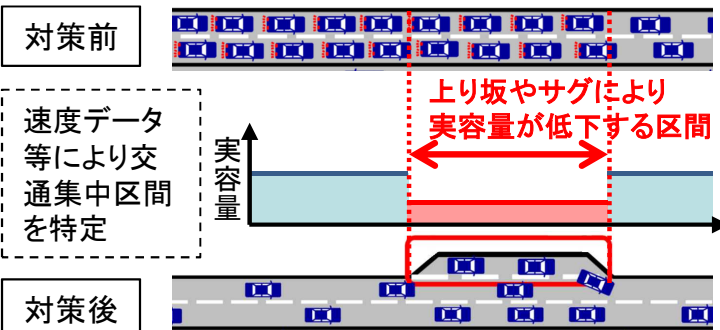 対策前
上り坂やサグにより
実容量が低下する区間
速度データ
等により交
通集中区間
を特定
実容量
対策後